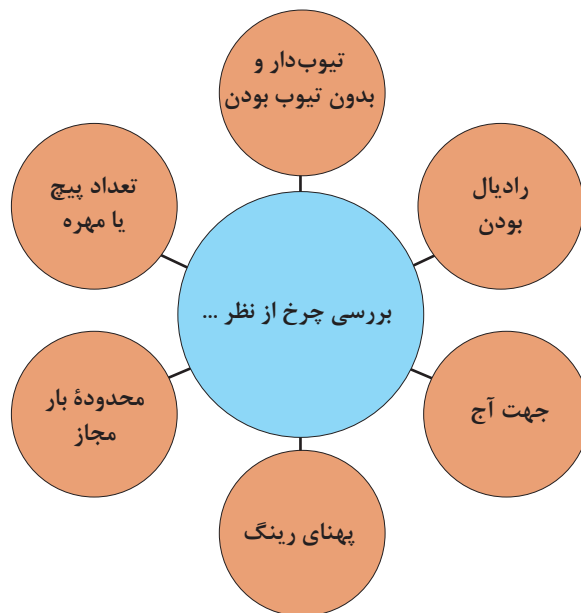 تیوب‌دار و
بدون تیوب بودن
رادیال
بودن
جهت آج
پهنای رینگ
محدودهٔ بار
مجاز
تعداد پیچ
یا مهره
بررسی چرخ از نظر ...